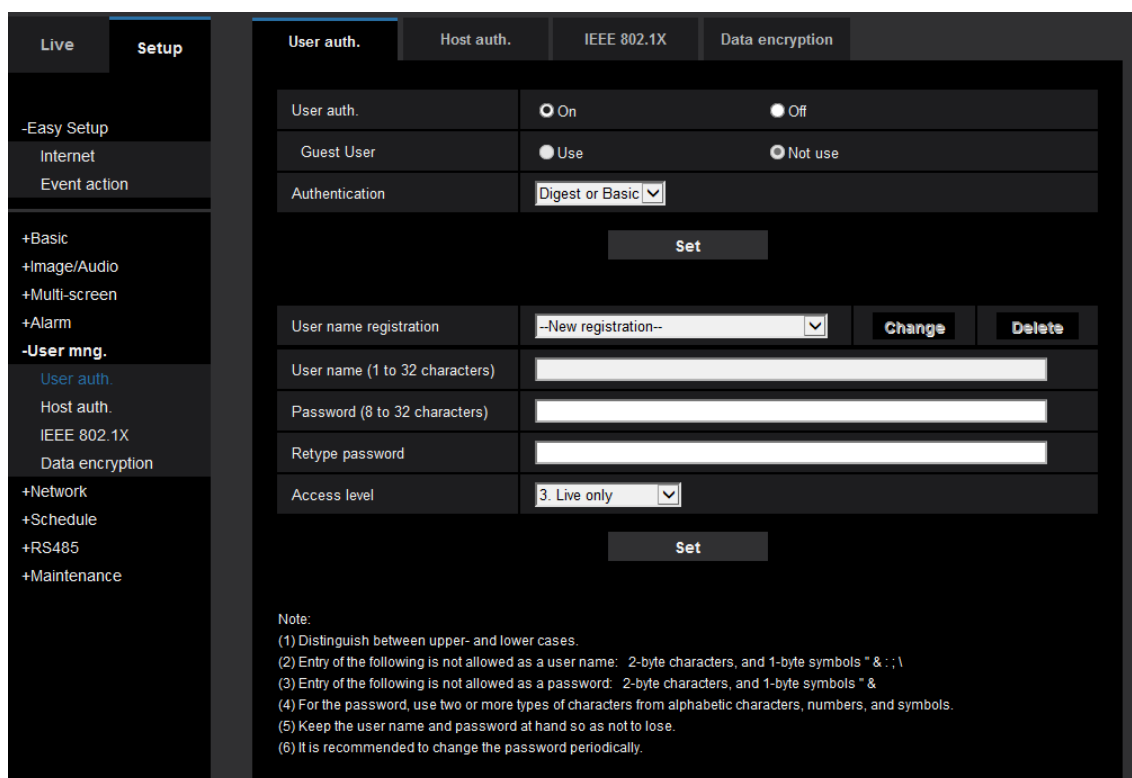 Live
Setup
-Easy Setup
Internet
Event action
+Basic
+Image/Audio
+Multi-screen
+Alarm
-User mng.
User auth.
Host auth.
IEEE 802.1X
Data encryption
+Network
+Schedule
+RS485
+Maintenance
User auth. Host auth. IEEE 802.1X Data encryption
User auth. On Off
Guest User Use Not use
Authentication Digest or Basic
Set
User name registration --New registration-- Change Delete
User name (1 to 32 characters)
Password (8 to 32 characters)
Retype password
Access level 3. Live only
Set
Note:
(1) Distinguish between upper- and lower cases.
(2) Entry of the following is not allowed as a user name: 2-byte characters, and 1-byte symbols " & : ; \
(3) Entry of the following is not allowed as a password: 2-byte characters, and 1-byte symbols " &
(4) For the password, use two or more types of characters from alphabetic characters, numbers, and symbols.
(5) Keep the user name and password at hand so as not to lose.
(6) It is recommended to change the password periodically.